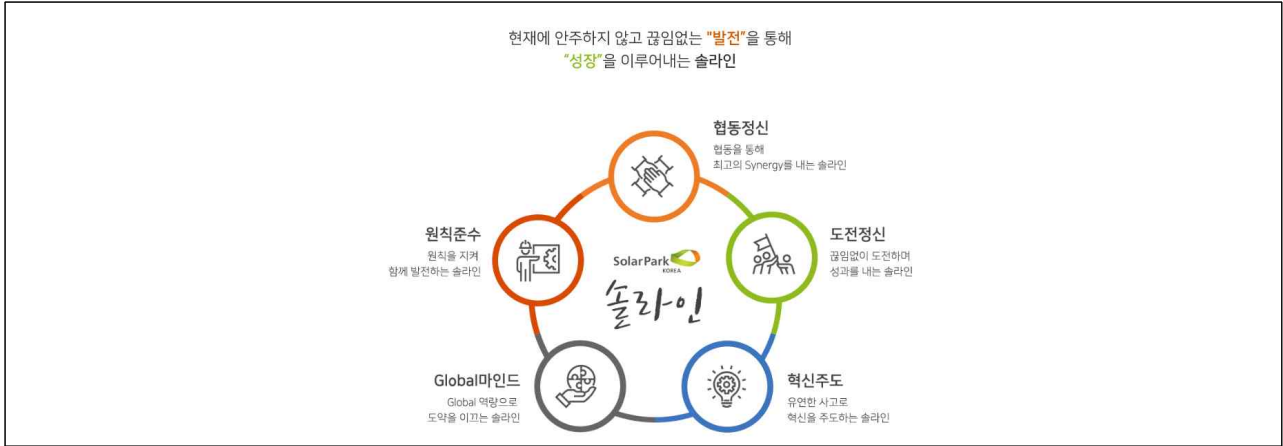 현재에 안주하지 않고 끊임없는 "발전"을 통해
"성장"을 이루어내는 솔라인
협동정신
협동을 통해
최고의 Synergy를 내는 솔라인
원칙준수
원칙을 지켜
함께 발전하는 솔라인
도전정신
끊임없이 도전하며
성과를 내는 솔라인
SolarPark
KOREA
솔라인
Global마인드
Global 역량으로
도약을 이끄는 솔라인
혁신주도
유연한 사고로
혁신을 주도하는 솔라인